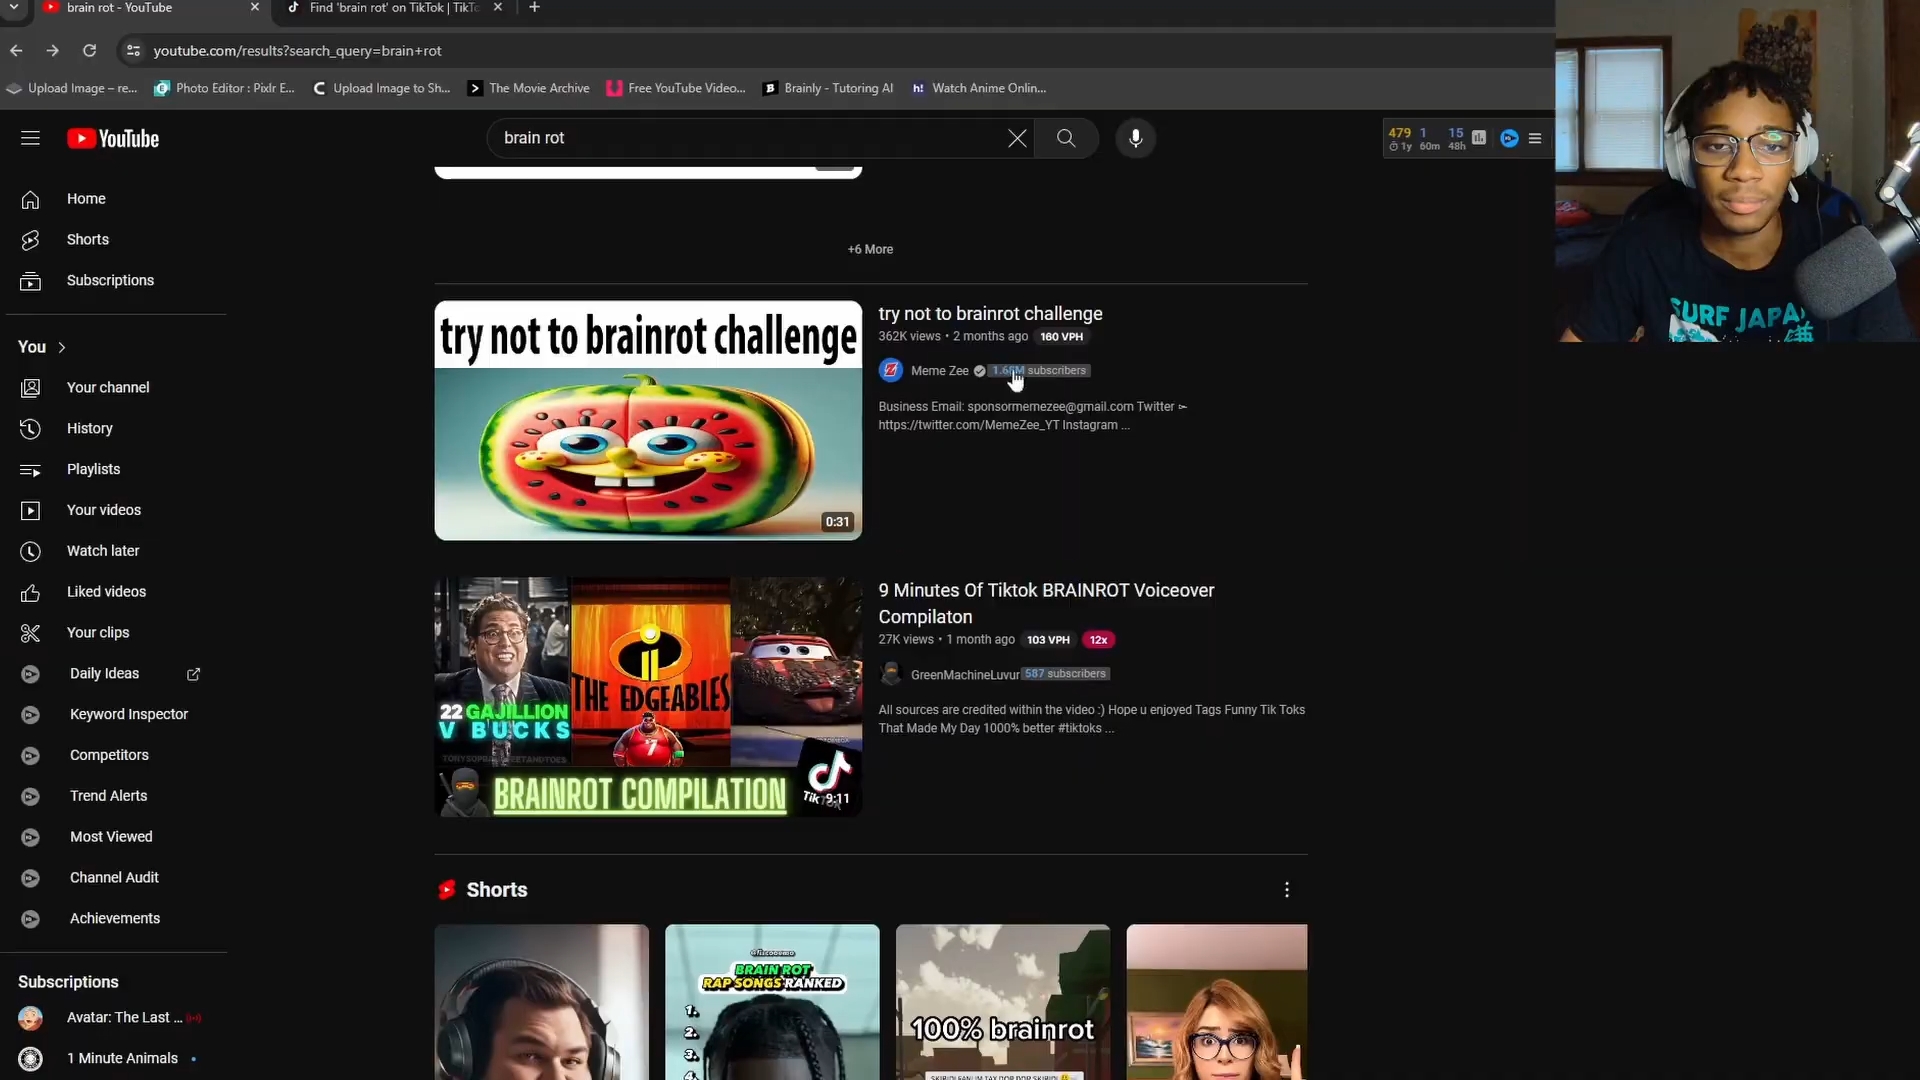 brain rot - YouTube
Find 'brain rot' on TikTok | TikTo
youtube.com/results?search_query=brain+rot
Upload Image – re...
Photo Editor : Pixlr E...
Upload Image to Sh...
The Movie Archive
Free YouTube Video...
Brainly - Tutoring AI
Watch Anime Onlin...
YouTube
brain rot
479 1 15
1y 60m 48h
SURF JAPA
Home
Shorts
Subscriptions
You
Your channel
History
Playlists
Your videos
Watch later
Liked videos
Your clips
Daily Ideas
Keyword Inspector
Competitors
Trend Alerts
Most Viewed
Channel Audit
Achievements
Subscriptions
Avatar: The Last ...
1 Minute Animals
+6 More
try not to brainrot challenge
0:31
try not to brainrot challenge
362K views • 2 months ago 160 VPH
Meme Zee subscribers
Business Email: sponsormemezee@gmail.com Twitter ➛
https://twitter.com/MemeZee_YT Instagram ...
22 GAJILLION
V BUCKS
THE EDGEABLES
7
BRAINROT COMPILATION
TikTok
9:11
9 Minutes Of Tiktok BRAINROT Voiceover
Compilaton
27K views • 1 month ago 103 VPH 12x
GreenMachineLuvur 587 subscribers
All sources are credited within the video :) Hope u enjoyed Tags Funny Tik Toks
That Made My Day 1000% better #tiktoks ...
Shorts
BRAIN ROT
RAP SONGS RANKED
1.
2.
3.
4.
100% brainrot